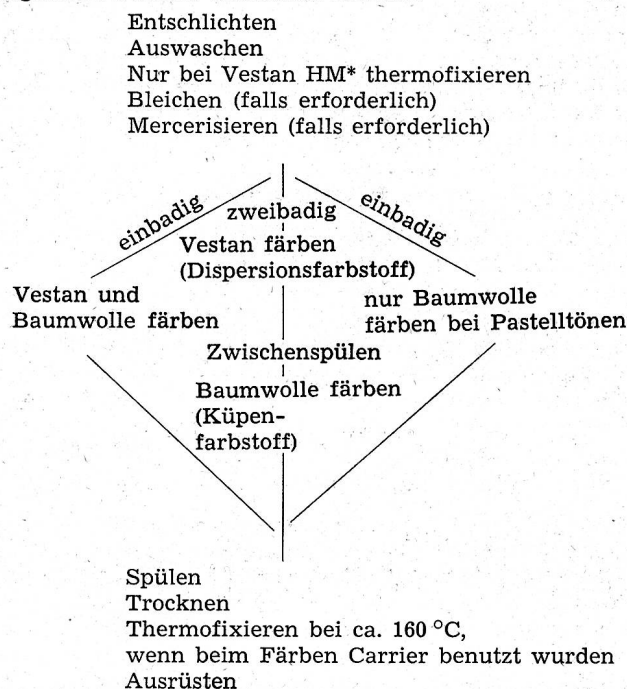 Entschlichten
Auswaschen
Nur bei Vestan HM* thermofixieren
Bleichen (falls erforderlich)
Mercerisieren (falls erforderlich)
einbadig
zweibadig
einbadig
Vestan färben
(Dispersionsfarbstoff)
Vestan und
Baumwolle färben
nur Baumwolle
färben bei Pastelltönen
Zwischenspülen
Baumwolle färben
(Küpen-
farbstoff)
Spülen
Trocknen
Thermofixieren bei ca. 160 °C,
wenn beim Färben Carrier benutzt wurden
Ausrüsten